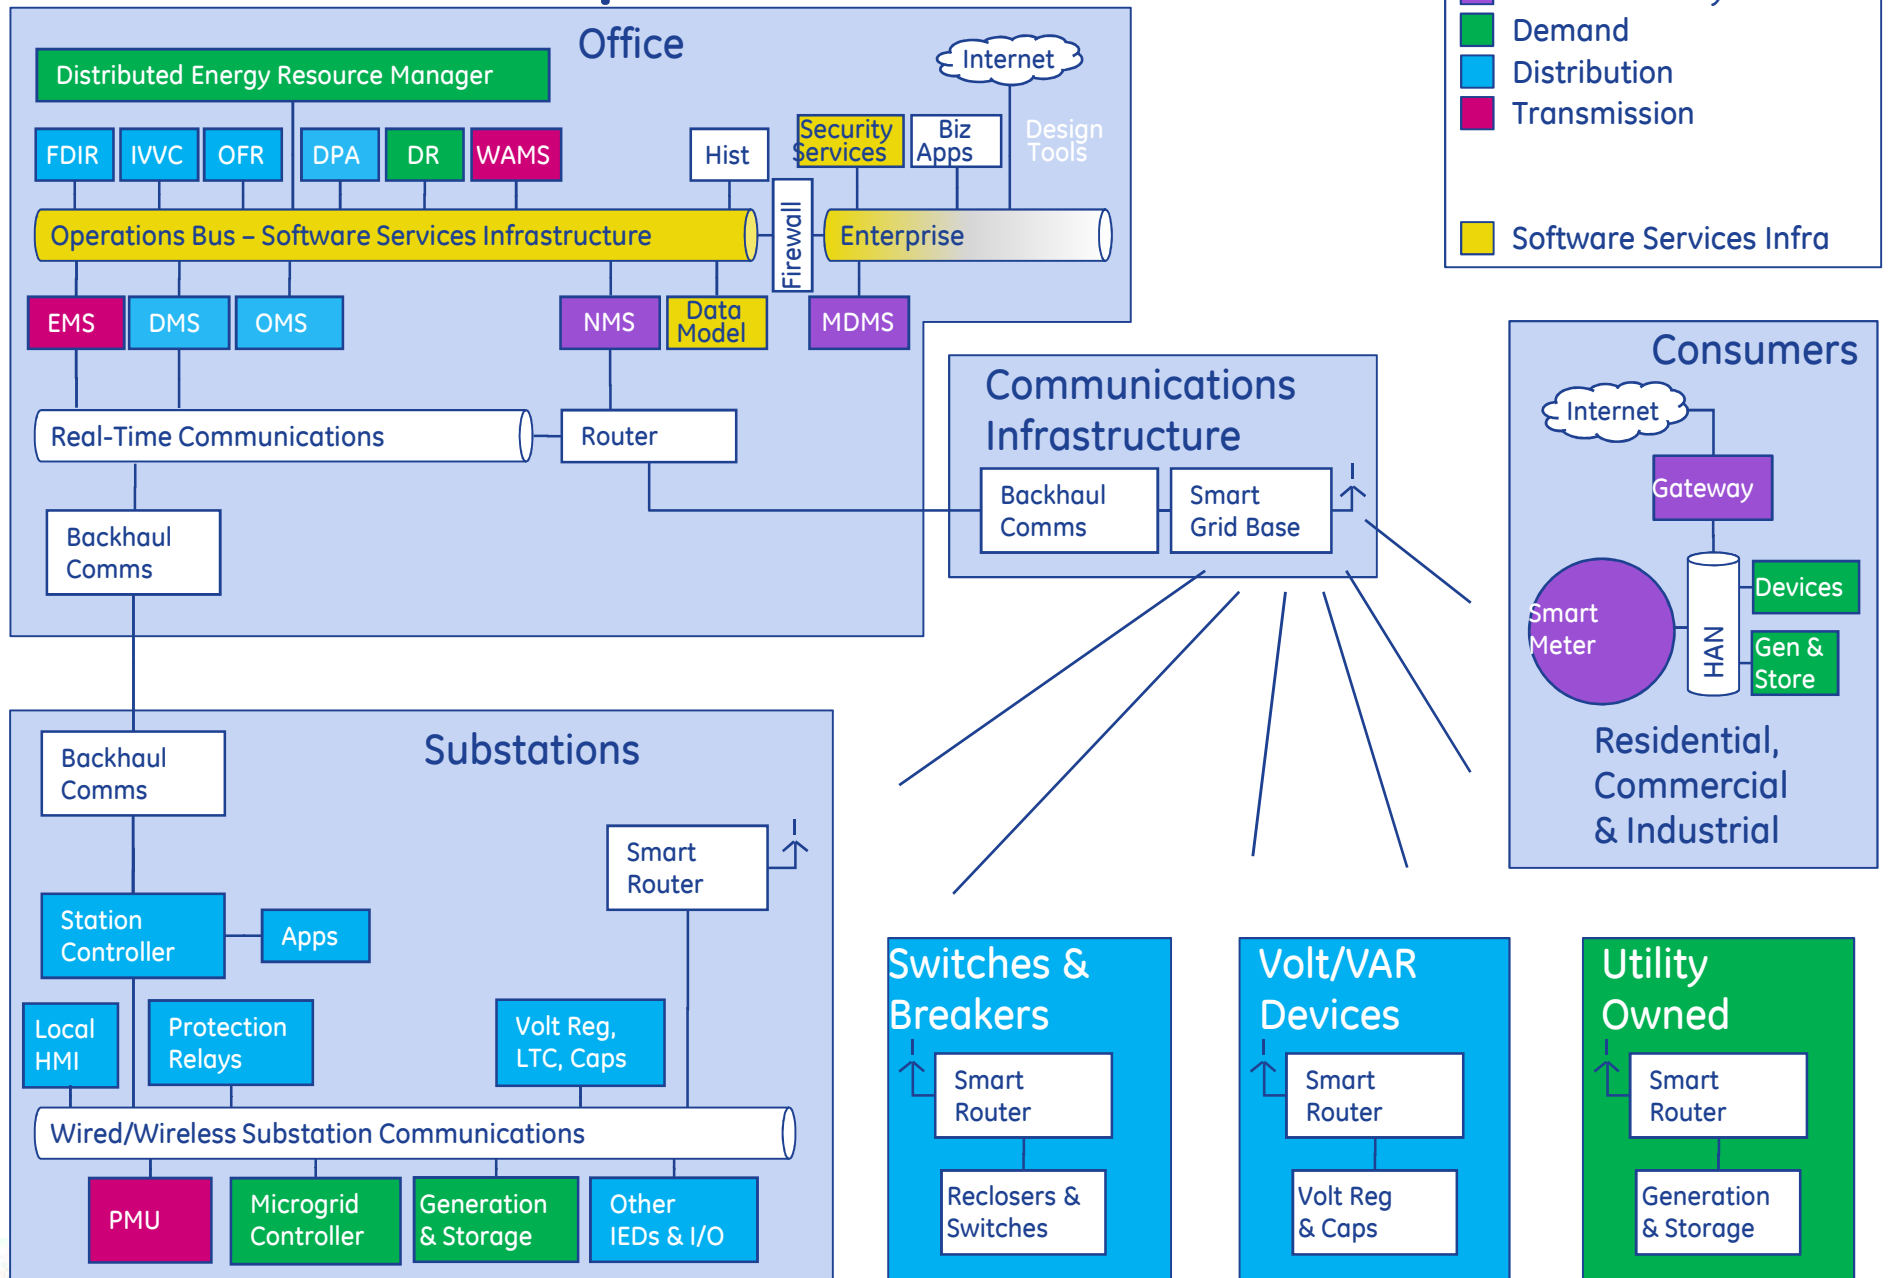 Office
Distributed Energy Resource Manager
Internet
FDIR
IVVC
OFR
DPA
DR
WAMS
Hist
Security
Services
Biz
Apps
Design
Tools
Operations Bus – Software Services Infrastructure
Firewall
Enterprise
EMS
DMS
OMS
NMS
Data
Model
MDMS
Real-Time Communications
Router
Backhaul
Comms
Demand
Distribution
Transmission
Software Services Infra
Communications
Infrastructure
Backhaul
Comms
Smart
Grid Base
Consumers
Internet
Gateway
Smart
Meter
HAN
Devices
Gen &
Store
Residential,
Commercial
& Industrial
Substations
Backhaul
Comms
Smart
Router
Station
Controller
Apps
Local
HMI
Protection
Relays
Volt Reg,
LTC, Caps
Wired/Wireless Substation Communications
PMU
Microgrid
Controller
Generation
& Storage
Other
IEDs & I/O
Switches &
Breakers
Smart
Router
Reclosers &
Switches
Volt/VAR
Devices
Smart
Router
Volt Reg
& Caps
Utility
Owned
Smart
Router
Generation
& Storage